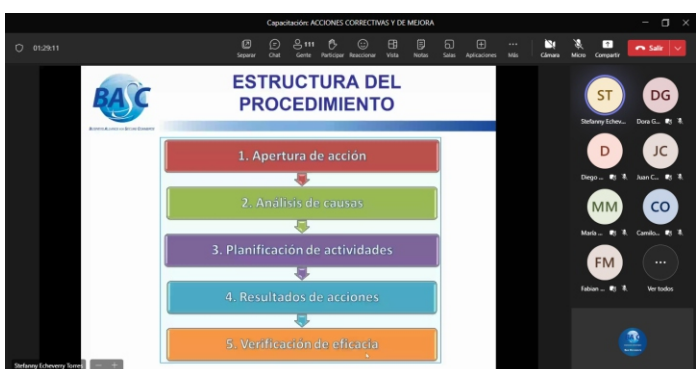 Capacitación: ACCIONES CORRECTIVAS Y DE MEJORA
01:29:11
Separar
Chat
111
Gente
Participar
Reaccionar
Vista
Notas
Salas
Aplicaciones
Más
Cámara
Micro
Compartir
Salir
BASC
ESTRUCTURA DEL
PROCEDIMIENTO
1. Apertura de acción
2. Análisis de causas
3. Planificación de actividades
4. Resultados de acciones
5. Verificación de eficacia
ST
DG
Stefanny Echev...
Dora G...
D
JC
Diego ...
Juan C...
MM
CO
María ...
Camilo...
FM
Fabian ...
Ver todos
Stefanny Echeverry Torres